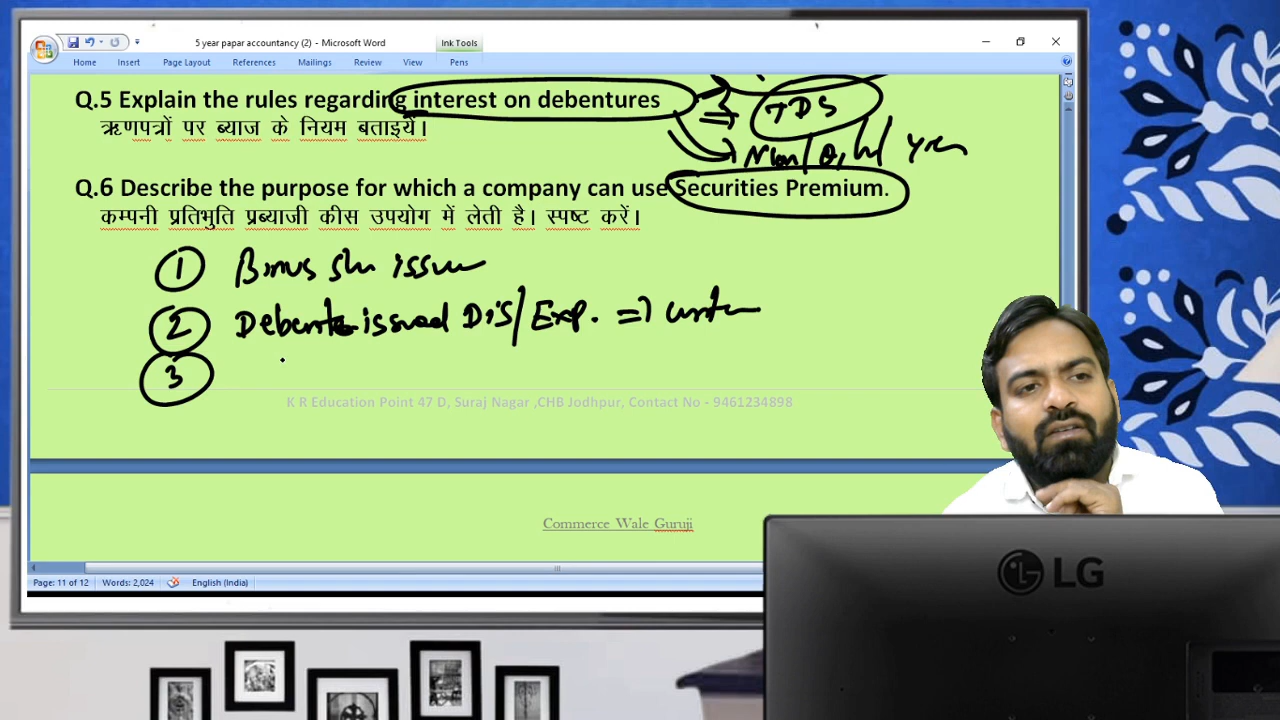 5 year papar accountancy (2) - Microsoft Word
Ink Tools
Home Insert Page Layout References Mailings Review View Pens
Q.5 Explain the rules regarding interest on debentures
TDS
ऋणपत्रों पर ब्याज के नियम बताइये।
Q.6 Describe the purpose for which a company can use Securities Premium.
कम्पनी प्रतिभुति प्रब्याजी कीस उपयोग में लेती है। स्पष्ट करें।
1 Bonus issue
2 issued Dis/Exp. =>
3
K R Education Point 47 D, Suraj Nagar ,CHB Jodhpur, Contact No - 9461234898
Commerce Wale Guruji
Page: 11 of 12 Words: 2,024 English (India)
LG